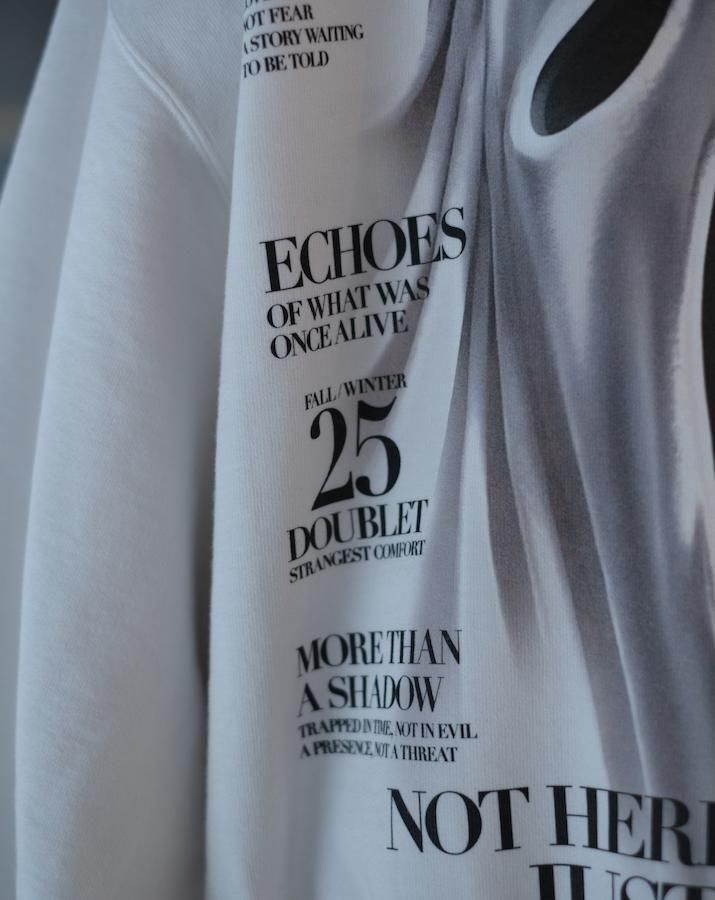 NOT FEAR
A STORY WAITING
TO BE TOLD
ECHOES
OF WHAT WAS
ONCE ALIVE
FALL/WINTER
25
DOUBLET
STRANGEST COMFORT
MORE THAN
A SHADOW
TRAPPED IN TIME, NOT IN EVIL
A PRESENCE, NOT A THREAT
NOT